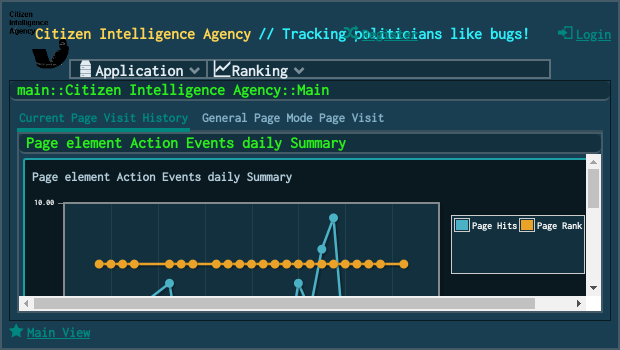 Citizen
Intelligence
Agency
Citizen Intelligence Agency // Tracking politicians like bugs!
Register
Login
Application
Ranking
main::Citizen Intelligence Agency::Main
Current Page Visit History
General Page Mode Page Visit
Page element Action Events daily Summary
Page element Action Events daily Summary
10.00
Page Hits
Page Rank
Main View